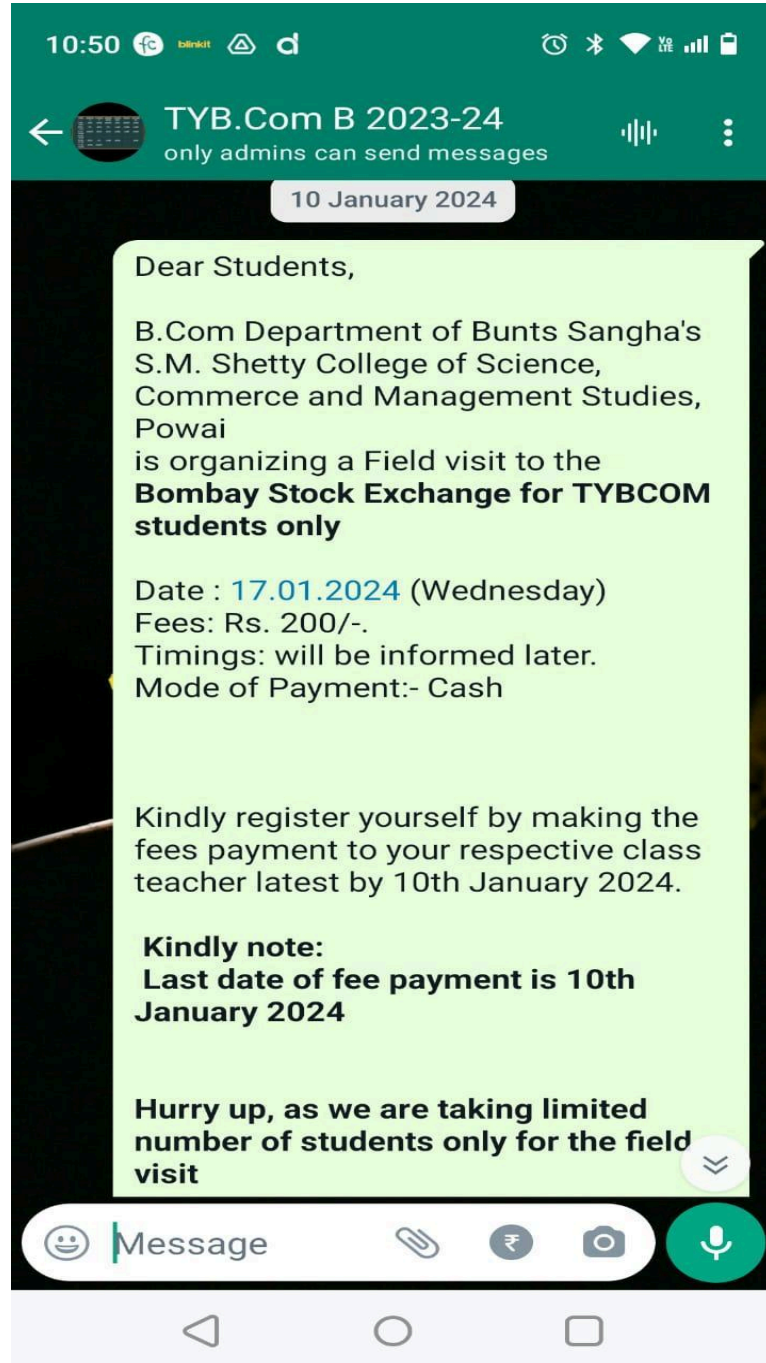 10:50 fc blinkit d Vo LTE
TYB.Com B 2023-24
only admins can send messages
10 January 2024
Dear Students,
B.Com Department of Bunts Sangha's
S.M. Shetty College of Science,
Commerce and Management Studies,
Powai
is organizing a Field visit to the
Bombay Stock Exchange for TYBCOM
students only
Date : 17.01.2024 (Wednesday)
Fees: Rs. 200/-.
Timings: will be informed later.
Mode of Payment:- Cash
Kindly register yourself by making the
fees payment to your respective class
teacher latest by 10th January 2024.
Kindly note:
Last date of fee payment is 10th
January 2024
Hurry up, as we are taking limited
number of students only for the field
visit
Message ₹